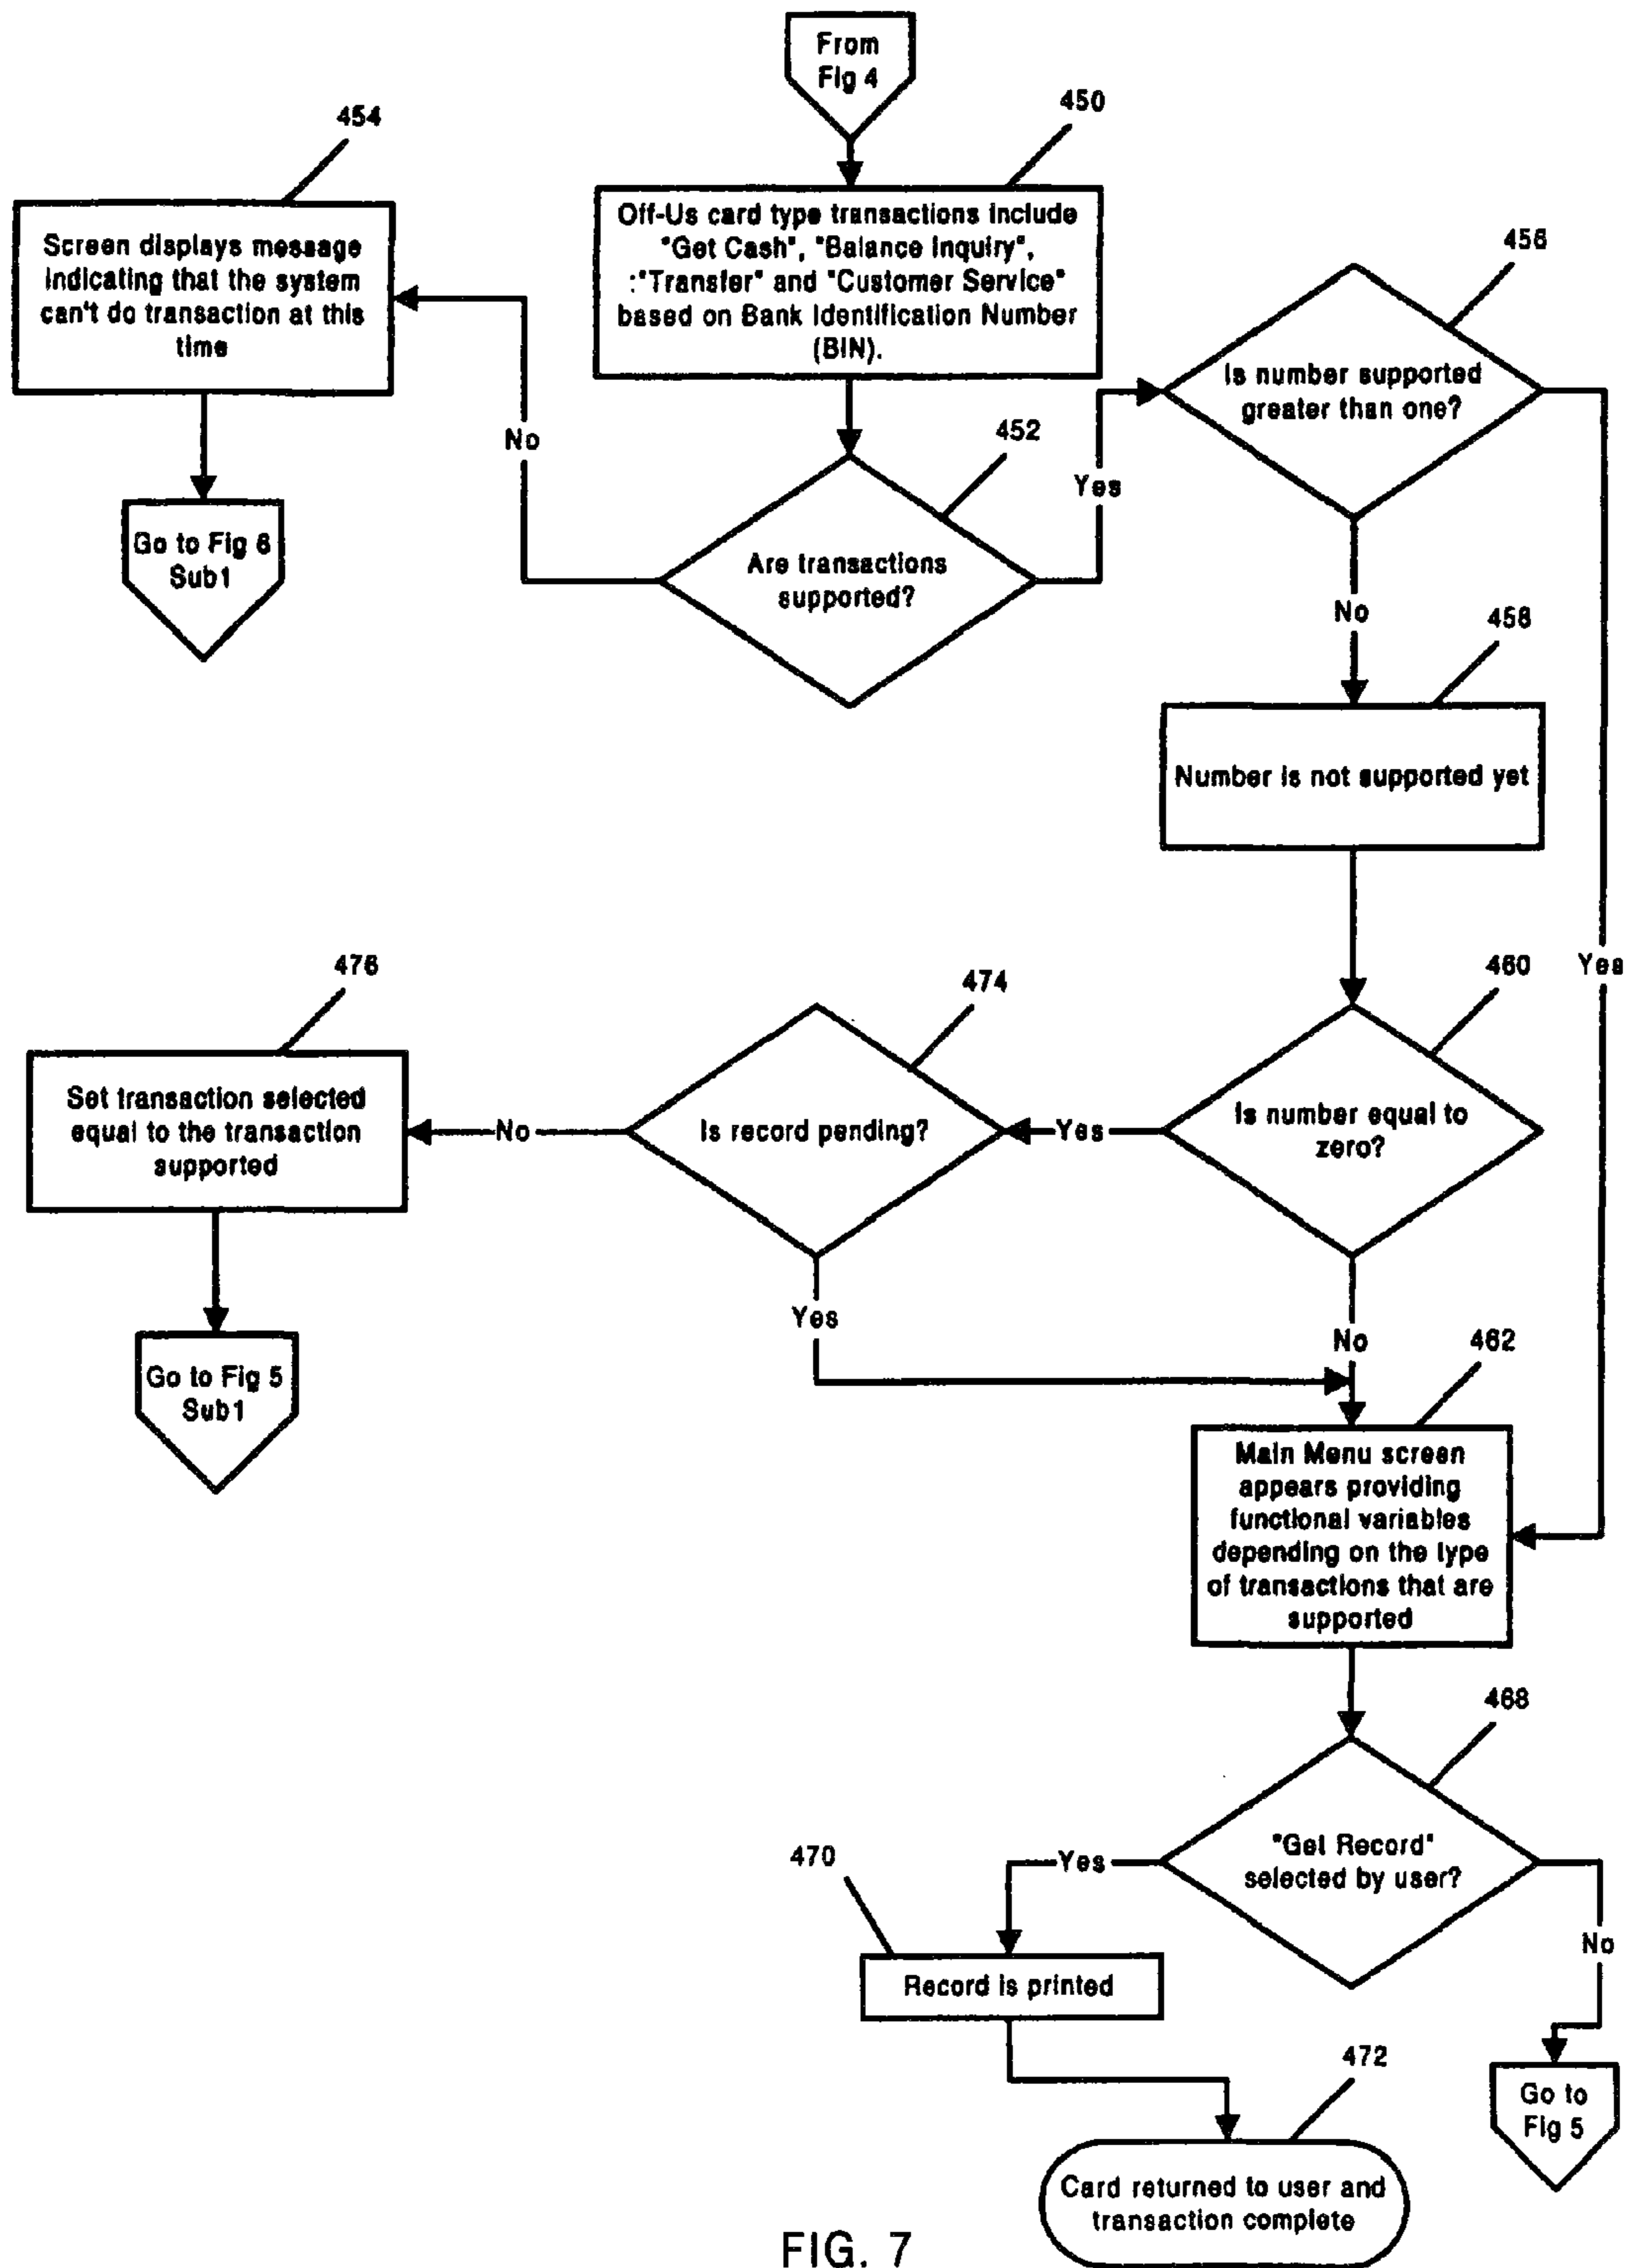 From
Fig 4
450
Off-Us card type transactions include
"Get Cash", "Balance Inquiry",
:"Transfer" and "Customer Service"
based on Bank Identification Number
(BIN).
454
Screen displays message
indicating that the system
can't do transaction at this
time
No
Go to Fig 6
Sub1
452
Are transactions
supported?
Yes
456
Is number supported
greater than one?
No
Yes
458
Number is not supported yet
460
Is number equal to
zero?
Yes
474
Is record pending?
No
476
Set transaction selected
equal to the transaction
supported
Go to Fig 5
Sub1
Yes
No
462
Main Menu screen
appears providing
functional variables
depending on the type
of transactions that are
supported
468
"Get Record"
selected by user?
Yes
470
Record is printed
No
472
Card returned to user and
transaction complete
Go to
Fig 5
FIG. 7